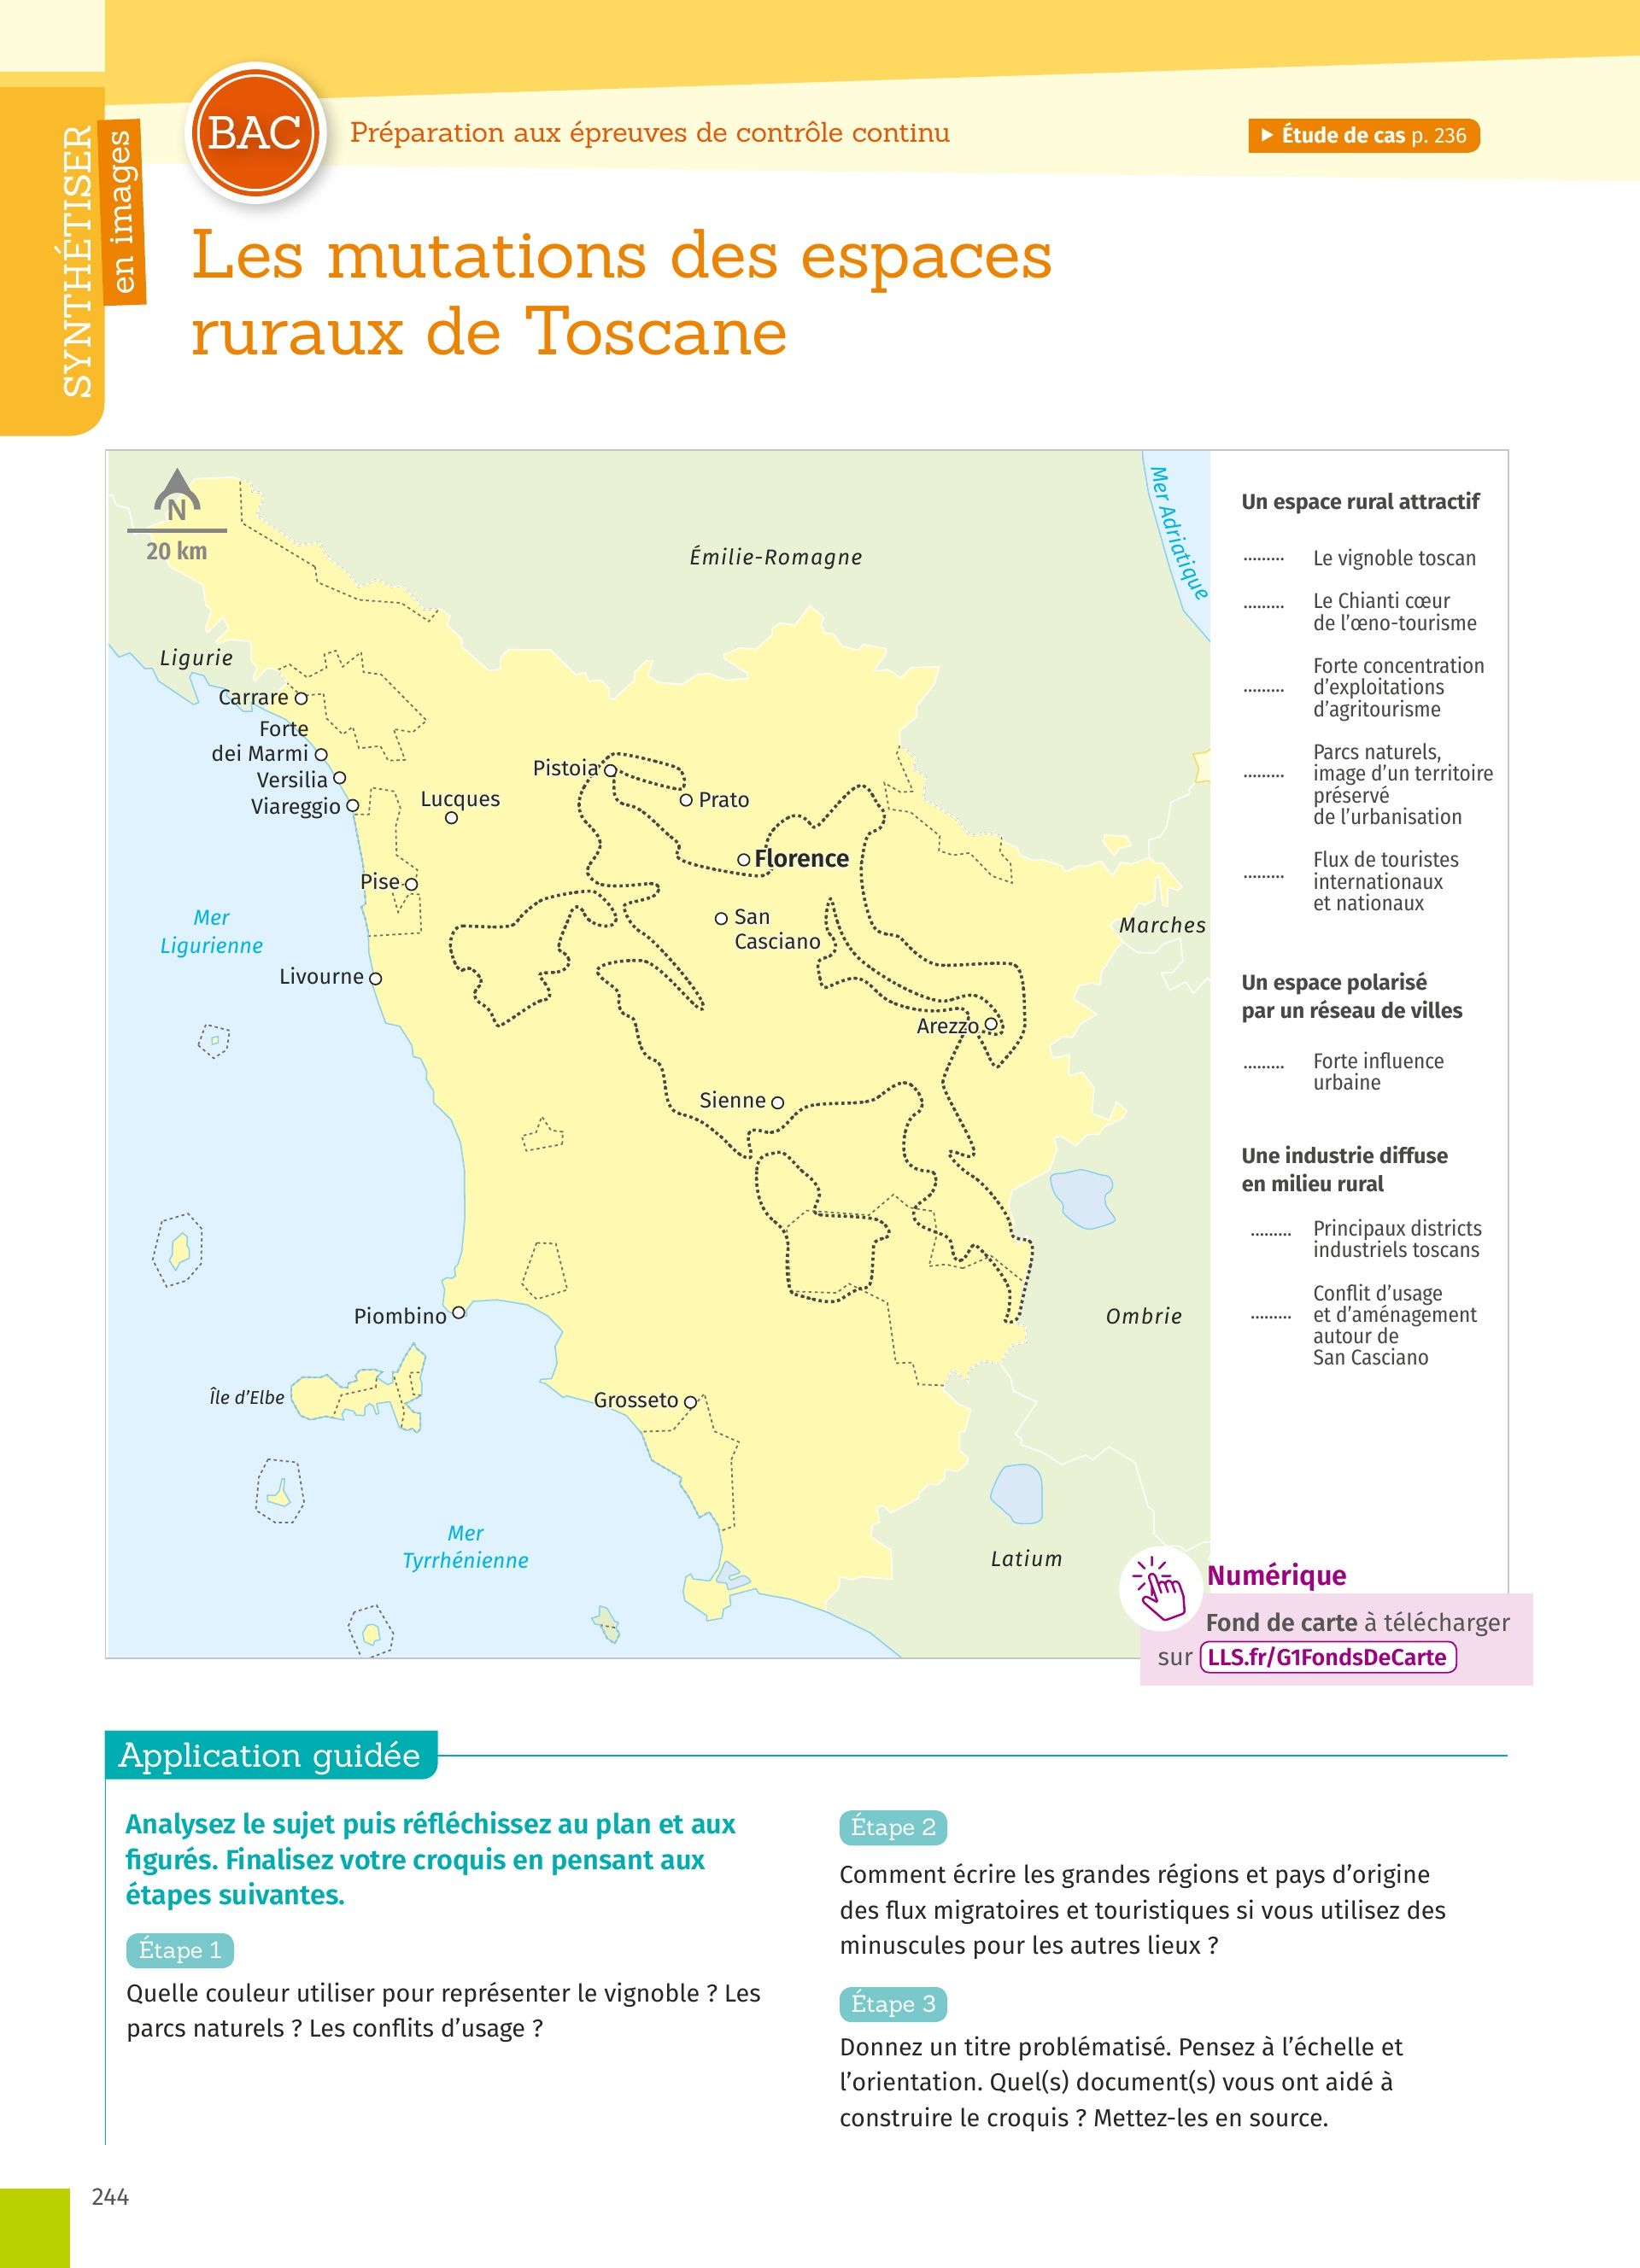 SYNTHÉTISER
en images
BAC
Préparation aux épreuves de contrôle continu
Étude de cas p. 236
Les mutations des espaces
ruraux de Toscane
N
20 km
Émilie-Romagne
Mer Adriatique
Ligurie
Carrare
Forte
dei Marmi
Versilia
Viareggio
Lucques
Pistoia
Prato
Florence
Pise
San
Casciano
Mer
Ligurienne
Marches
Livourne
Arezzo
Sienne
Piombino
Ombrie
Île d'Elbe
Grosseto
Mer
Tyrrhénienne
Latium
Un espace rural attractif
......... Le vignoble toscan
......... Le Chianti cœur
de l'œno-tourisme
Forte concentration
......... d'exploitations
d'agritourisme
Parcs naturels,
......... image d'un territoire
préservé
de l'urbanisation
Flux de touristes
......... internationaux
et nationaux
Un espace polarisé
par un réseau de villes
......... Forte influence
urbaine
Une industrie diffuse
en milieu rural
......... Principaux districts
industriels toscans
Conflit d'usage
......... et d'aménagement
autour de
San Casciano
Numérique
Fond de carte à télécharger
sur LLS.fr/G1FondsDeCarte
Application guidée
Analysez le sujet puis réfléchissez au plan et aux
figurés. Finalisez votre croquis en pensant aux
étapes suivantes.
Étape 1
Quelle couleur utiliser pour représenter le vignoble ? Les
parcs naturels ? Les conflits d'usage ?
Étape 2
Comment écrire les grandes régions et pays d'origine
des flux migratoires et touristiques si vous utilisez des
minuscules pour les autres lieux ?
Étape 3
Donnez un titre problématisé. Pensez à l'échelle et
l'orientation. Quel(s) document(s) vous ont aidé à
construire le croquis ? Mettez-les en source.
244